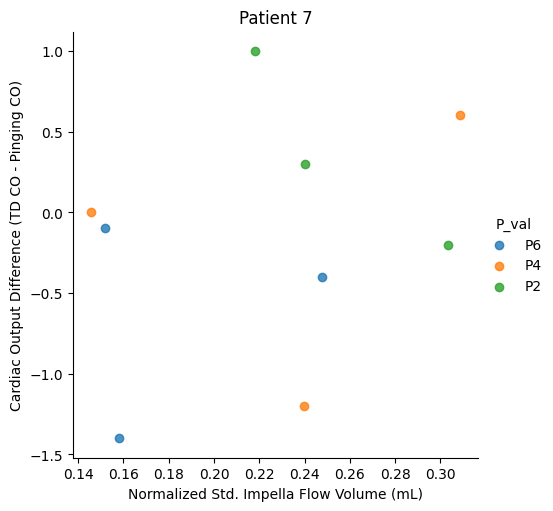 Patient 7
Cardiac Output Difference (TD CO - Pinging CO)
1.0
0.5
0.0
−0.5
−1.0
−1.5
0.14 0.16 0.18 0.20 0.22 0.24 0.26 0.28 0.30
Normalized Std. Impella Flow Volume (mL)
P_val
P6
P4
P2